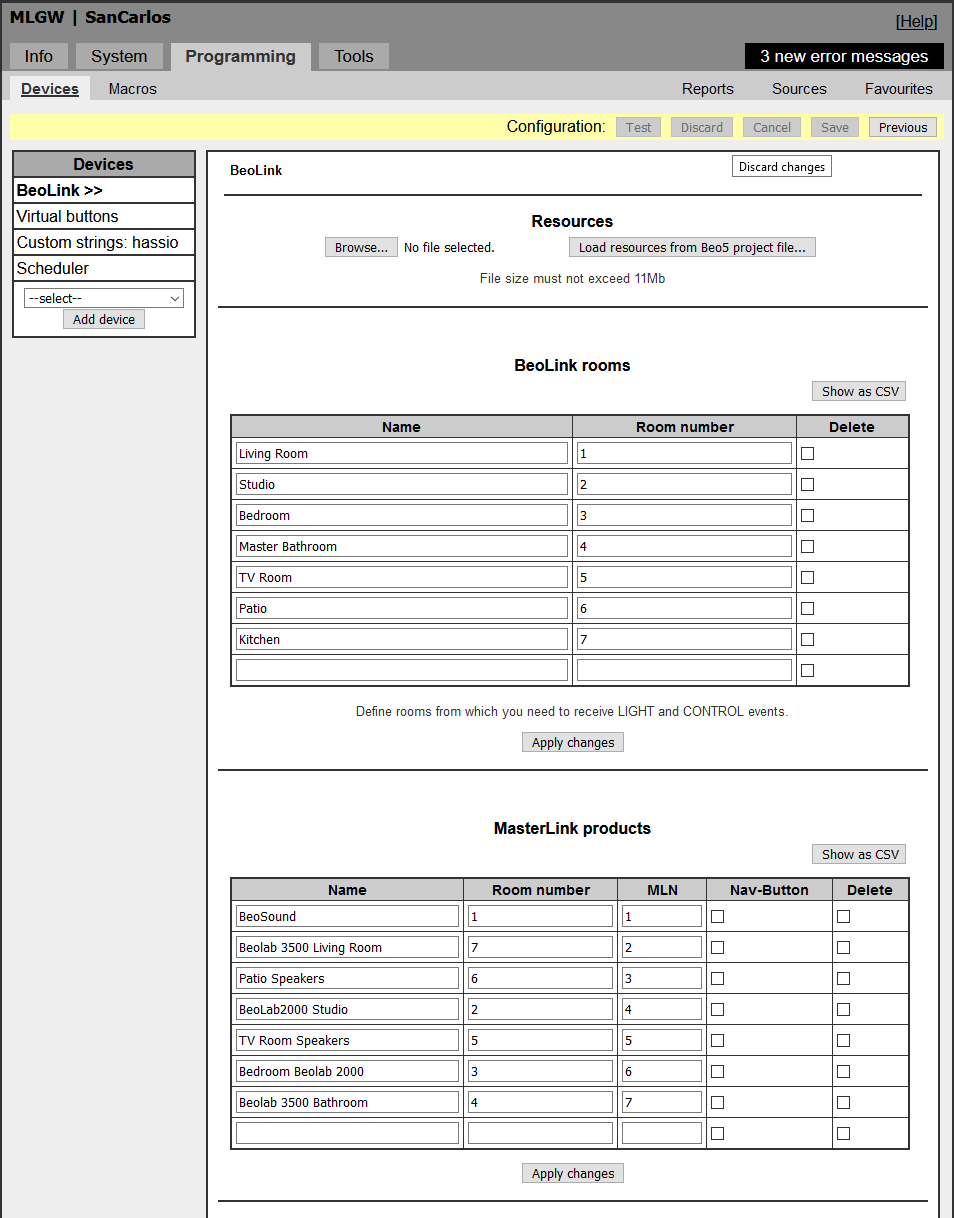 MLGW | SanCarlos
[Help]
Info System Programming Tools 3 new error messages
Devices Macros Reports Sources Favourites
Configuration: Test Discard Cancel Save Previous
Devices
BeoLink >>
Virtual buttons
Custom strings: hassio
Scheduler
--select--
Add device
BeoLink
Discard changes
Resources
Browse... No file selected. Load resources from Beo5 project file...
File size must not exceed 11Mb
BeoLink rooms
Show as CSV
Name Room number Delete
Living Room 1
Studio 2
Bedroom 3
Master Bathroom 4
TV Room 5
Patio 6
Kitchen 7
Define rooms from which you need to receive LIGHT and CONTROL events.
Apply changes
MasterLink products
Show as CSV
Name Room number MLN Nav-Button Delete
BeoSound 1 1
Beolab 3500 Living Room 7 2
Patio Speakers 6 3
BeoLab2000 Studio 2 4
TV Room Speakers 5 5
Bedroom Beolab 2000 3 6
Beolab 3500 Bathroom 4 7
Apply changes